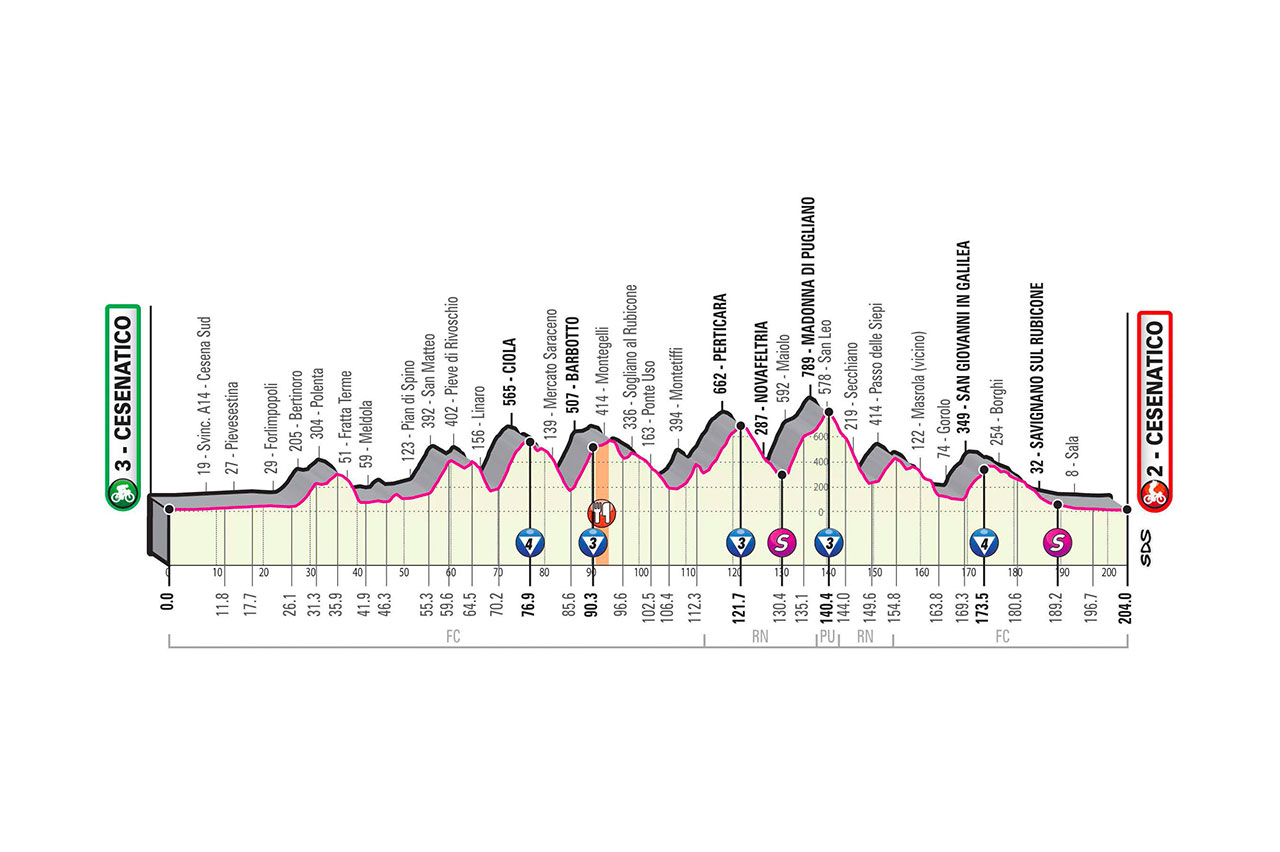 3 - CESENATICO
19 - Svinc. A14 - Cesena Sud
27 - Pievesestina
29 - Forlimpopoli
205 - Bertinoro
304 - Polenta
51 - Fratta Terme
59 - Meldola
123 - Pian di Spino
392 - San Matteo
402 - Pieve di Rivoschio
156 - Linaro
565 - CIOLA
139 - Mercato Saraceno
507 - BARBOTTO
414 - Montegelli
336 - Sogliano al Rubicone
163 - Ponte Uso
394 - Montetiffi
662 - PERTICARA
287 - NOVAFELTRIA
592 - Maiolo
789 - MADONNA DI PUGLIANO
578 - San Leo
219 - Secchiano
414 - Passo delle Siepi
122 - Masrola (vicino)
74 - Gorolo
349 - SAN GIOVANNI IN GALILEA
254 - Borghi
32 - SAVIGNANO SUL RUBICONE
8 - Sala
2 - CESENATICO
600
400
200
0
4
3
3
S
3
4
S
SDS
0 10 20 30 40 50 60 70 80 90 100 110 120 130 140 150 160 170 180 190 200
0.0 11.8 17.7 26.1 31.3 35.9 41.9 46.3 55.3 59.6 64.5 70.2 76.9 85.6 90.3 96.6 102.5 106.4 112.3 121.7 130.4 135.1 140.4 144.0 149.6 154.8 163.8 169.3 173.5 180.6 189.2 196.7 204.0
FC RN PU RN FC